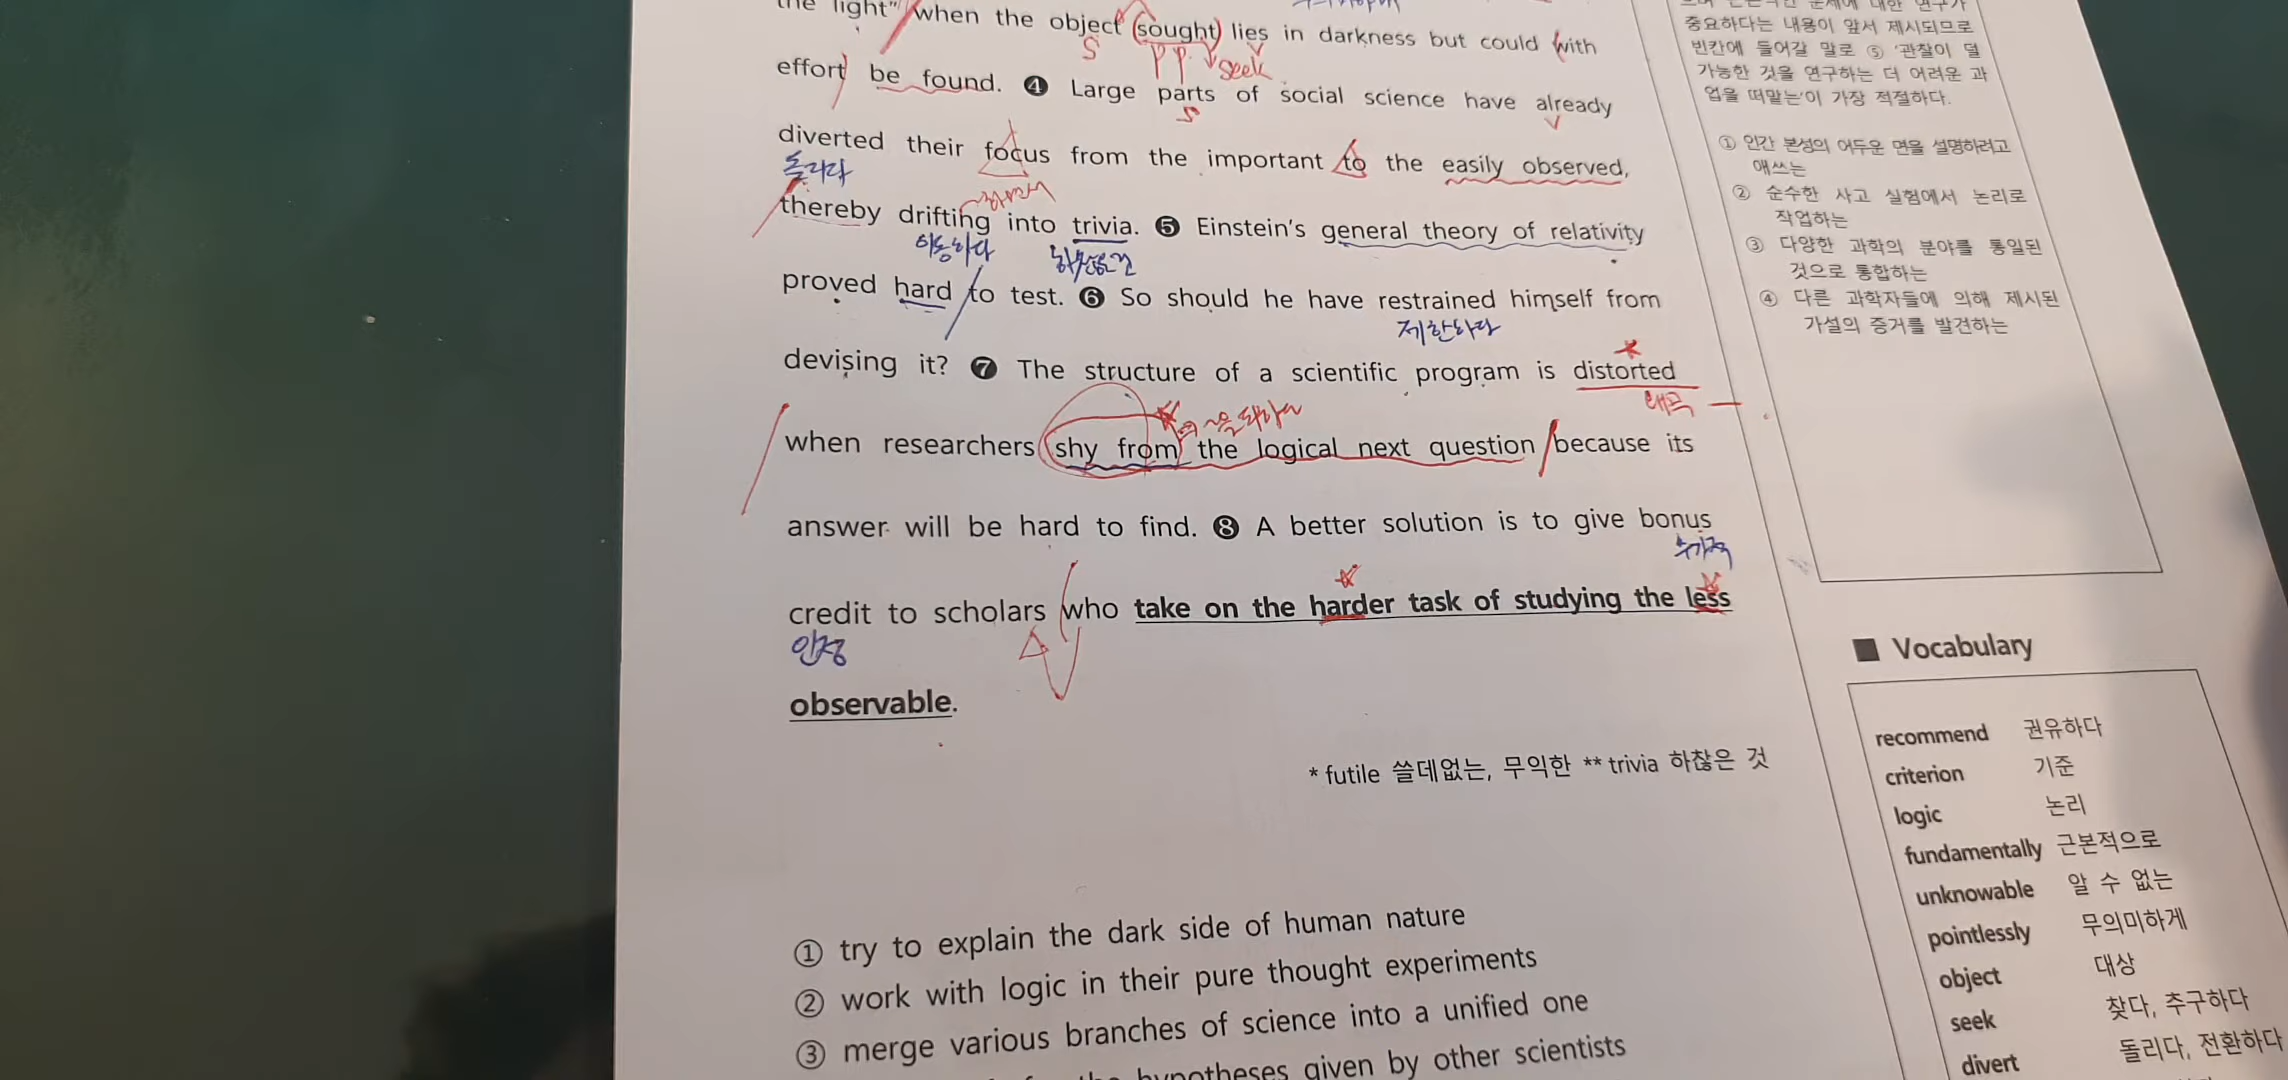 the light" when the object sought lies in darkness but could with
S
p.p.
seek
effort be found. ❹ Large parts of social science have already
S
V
diverted their focus from the important to the easily observed,
돌리다
thereby drifting into trivia. ❺ Einstein's general theory of relativity
이동하다
하찮은 것
proved hard to test. ❻ So should he have restrained himself from
제한하다
devising it? ❼ The structure of a scientific program is distorted
왜곡
when researchers shy from the logical next question because its
answer will be hard to find. ❽ A better solution is to give bonus
추가적
credit to scholars who take on the harder task of studying the less
인정
observable.
* futile 쓸데없는, 무익한 ** trivia 하찮은 것
① try to explain the dark side of human nature
② work with logic in their pure thought experiments
③ merge various branches of science into a unified one
hypotheses given by other scientists
중요하다는 내용이 앞서 제시되므로
빈칸에 들어갈 말로 ⑤ '관찰이 덜
가능한 것을 연구하는 더 어려운 과
업을 떠맡는'이 가장 적절하다.
① 인간 본성의 어두운 면을 설명하려고
애쓰는
② 순수한 사고 실험에서 논리로
작업하는
③ 다양한 과학의 분야를 통일된
것으로 통합하는
④ 다른 과학자들에 의해 제시된
가설의 증거를 발견하는
■ Vocabulary
recommend 권유하다
criterion 기준
logic 논리
fundamentally 근본적으로
unknowable 알 수 없는
pointlessly 무의미하게
object 대상
seek 찾다, 추구하다
divert 돌리다, 전환하다